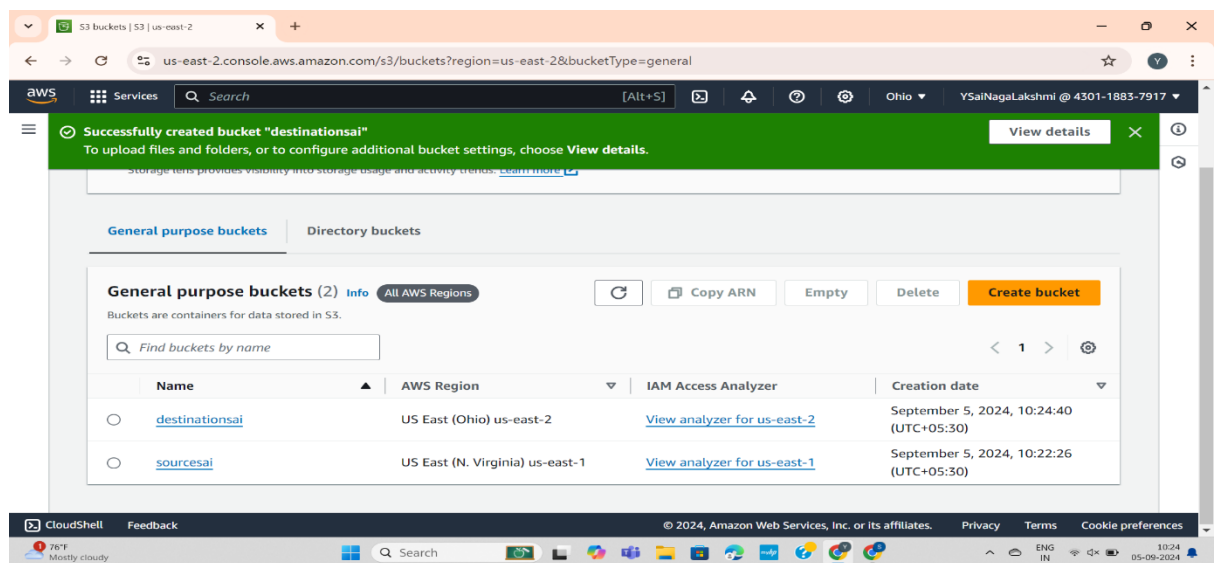 S3 buckets | S3 | us-east-2
us-east-2.console.aws.amazon.com/s3/buckets?region=us-east-2&bucketType=general
Y
aws
Services
Search
[Alt+S]
Ohio
YSaiNagaLakshmi @ 4301-1883-7917
Successfully created bucket "destinationsai"
To upload files and folders, or to configure additional bucket settings, choose View details.
View details
Storage lens provides visibility into storage usage and activity trends. Learn more
General purpose buckets
Directory buckets
General purpose buckets (2) Info All AWS Regions
Copy ARN
Empty
Delete
Create bucket
Buckets are containers for data stored in S3.
Find buckets by name
1
Name AWS Region IAM Access Analyzer Creation date
destinationsai US East (Ohio) us-east-2 View analyzer for us-east-2 September 5, 2024, 10:24:40
(UTC+05:30)
sourcesai US East (N. Virginia) us-east-1 View analyzer for us-east-1 September 5, 2024, 10:22:26
(UTC+05:30)
CloudShell Feedback © 2024, Amazon Web Services, Inc. or its affiliates. Privacy Terms Cookie preferences
1
76°F
Mostly cloudy
Search
ENG
IN
10:24
05-09-2024